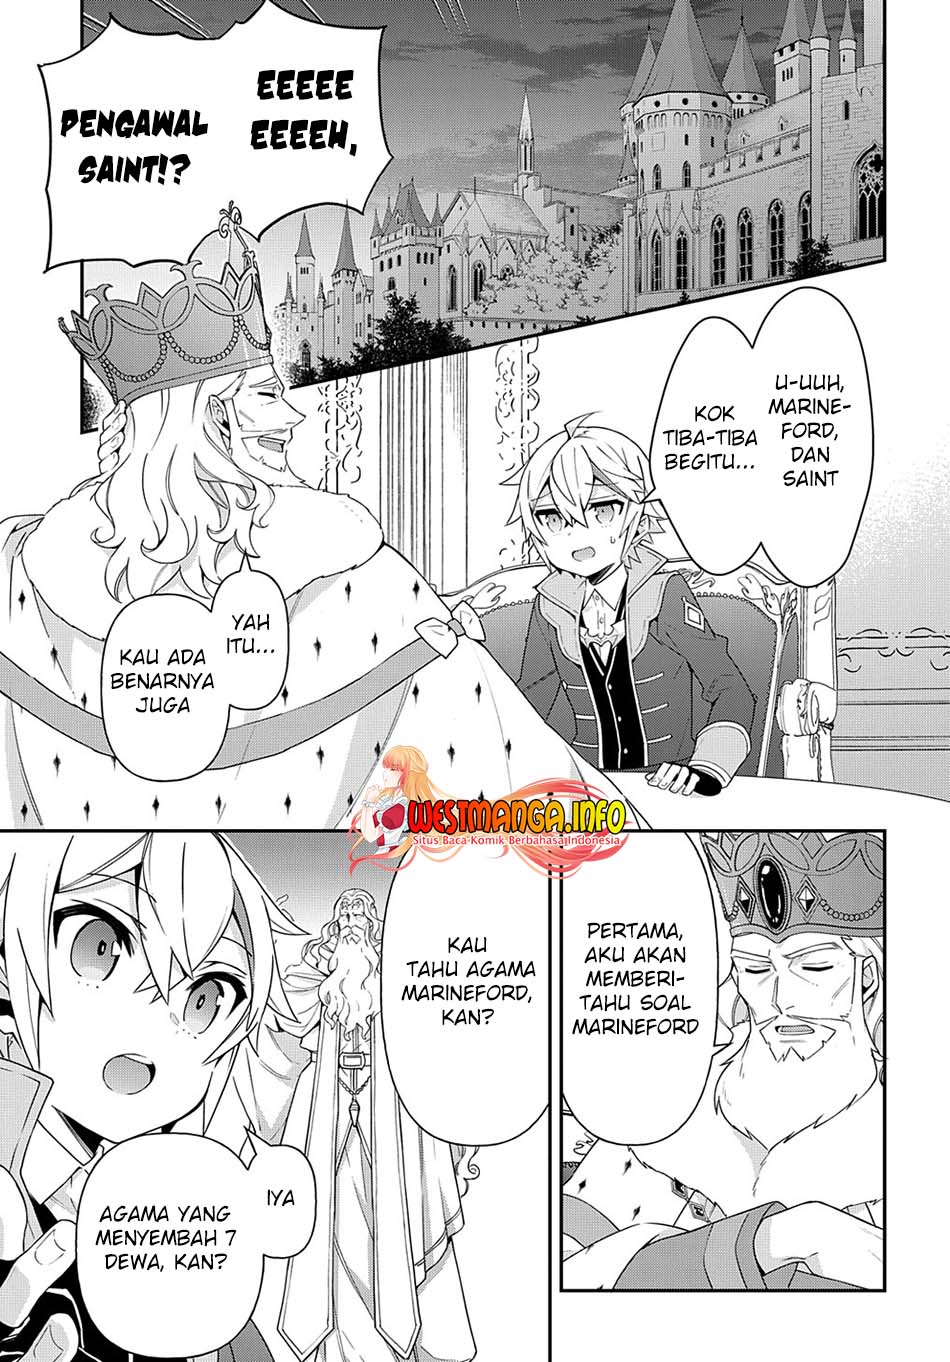 EEEEE
EEEEEH,
PENGAWAL
SAINT!?
U-UUH,
MARINE-
FORD,
DAN
SAINT
KOK
TIBA-TIBA
BEGITU...
YAH
ITU...
KAU ADA
BENARNYA
JUGA
WESTMANGA.INFO
Situs Baca Komik Berbahasa Indonesia
PERTAMA,
AKU AKAN
MEMBERI-
TAHU SOAL
MARINEFORD
KAU
TAHU AGAMA
MARINEFORD,
KAN?
IYA
AGAMA YANG
MENYEMBAH 7
DEWA, KAN?